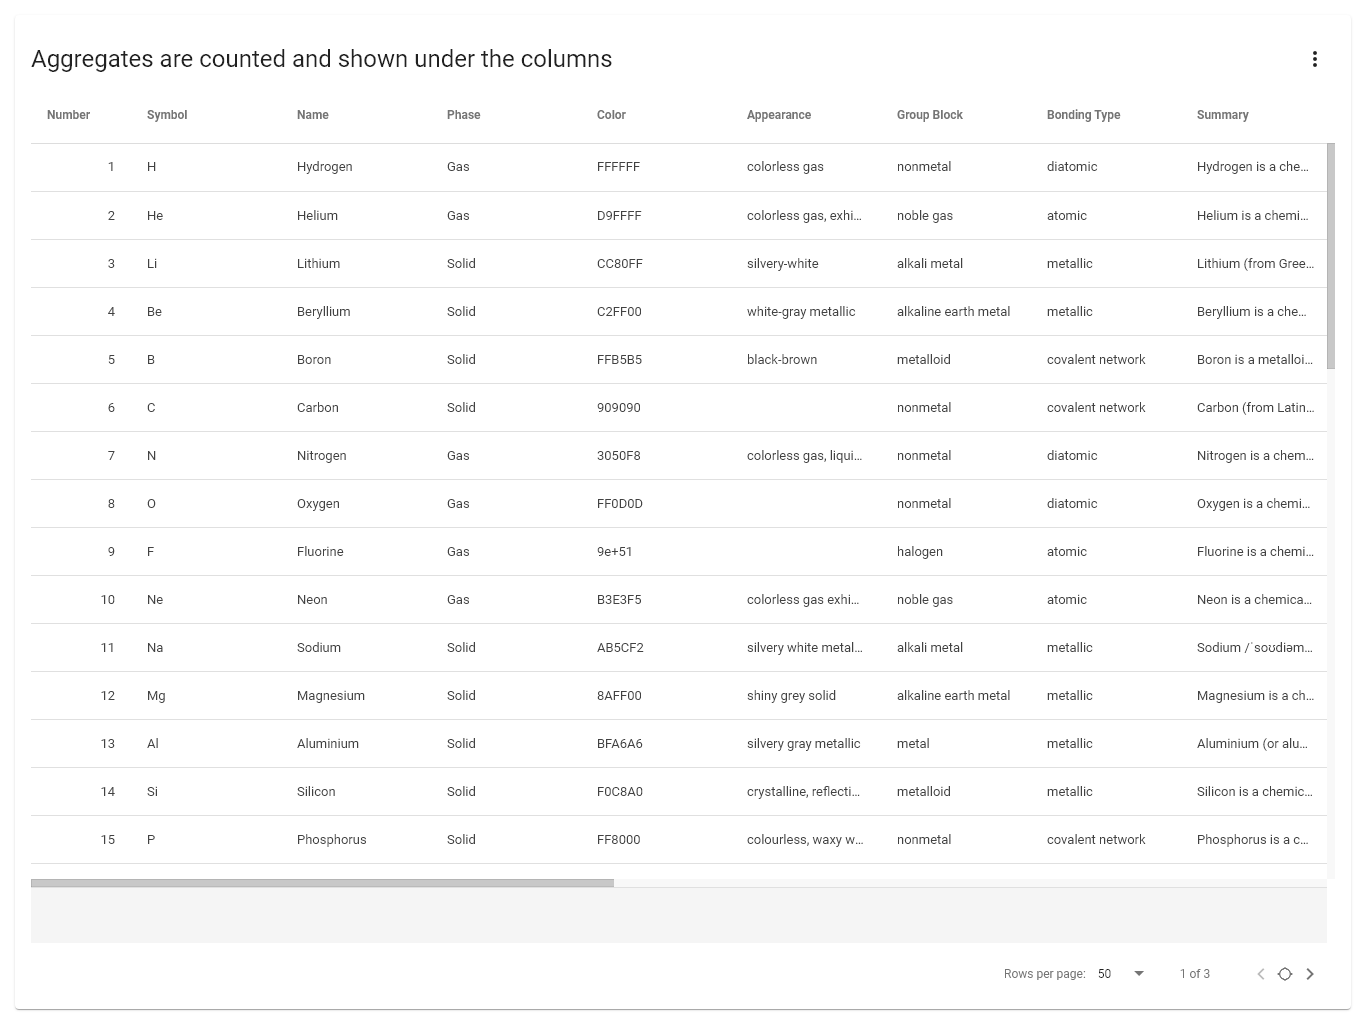 Aggregates are counted and shown under the columns
Number Symbol Name Phase Color Appearance Group Block Bonding Type Summary
1 H Hydrogen Gas FFFFFF colorless gas nonmetal diatomic Hydrogen is a che...
2 He Helium Gas D9FFFF colorless gas, exhi... noble gas atomic Helium is a chemi...
3 Li Lithium Solid CC80FF silvery-white alkali metal metallic Lithium (from Gree...
4 Be Beryllium Solid C2FF00 white-gray metallic alkaline earth metal metallic Beryllium is a che...
5 B Boron Solid FFB5B5 black-brown metalloid covalent network Boron is a metalloi...
6 C Carbon Solid 909090 nonmetal covalent network Carbon (from Latin...
7 N Nitrogen Gas 3050F8 colorless gas, liqui... nonmetal diatomic Nitrogen is a chem...
8 O Oxygen Gas FF0D0D nonmetal diatomic Oxygen is a chemi...
9 F Fluorine Gas 9e+51 halogen atomic Fluorine is a chemi...
10 Ne Neon Gas B3E3F5 colorless gas exhi... noble gas atomic Neon is a chemica...
11 Na Sodium Solid AB5CF2 silvery white metal... alkali metal metallic Sodium /ˈsoʊdiəm...
12 Mg Magnesium Solid 8AFF00 shiny grey solid alkaline earth metal metallic Magnesium is a ch...
13 Al Aluminium Solid BFA6A6 silvery gray metallic metal metallic Aluminium (or alu...
14 Si Silicon Solid F0C8A0 crystalline, reflecti... metalloid metallic Silicon is a chemic...
15 P Phosphorus Solid FF8000 colourless, waxy w... nonmetal covalent network Phosphorus is a c...
Rows per page: 50 1 of 3